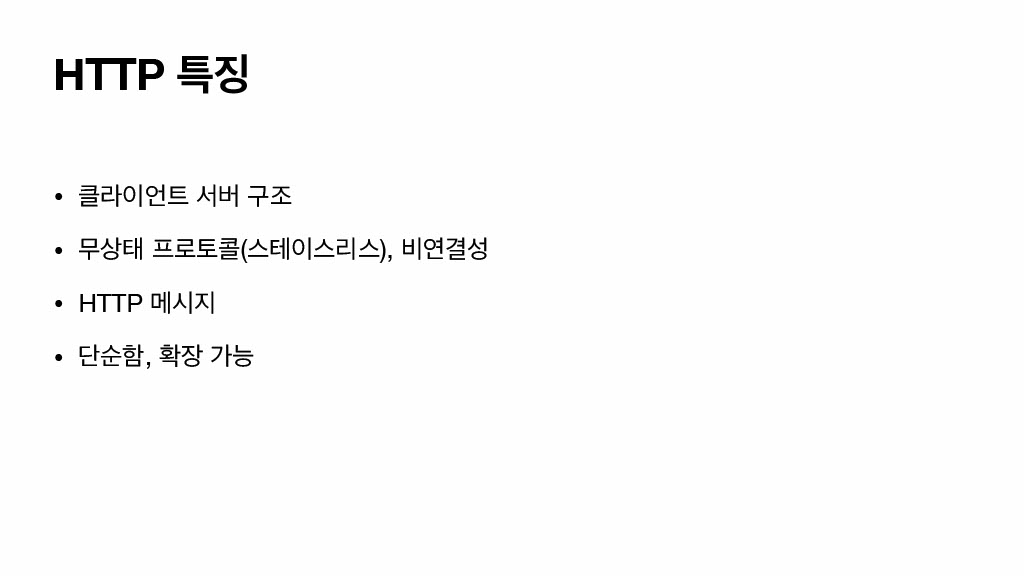 HTTP 특징
• 클라이언트 서버 구조
• 무상태 프로토콜(스테이스리스), 비연결성
• HTTP 메시지
• 단순함, 확장 가능